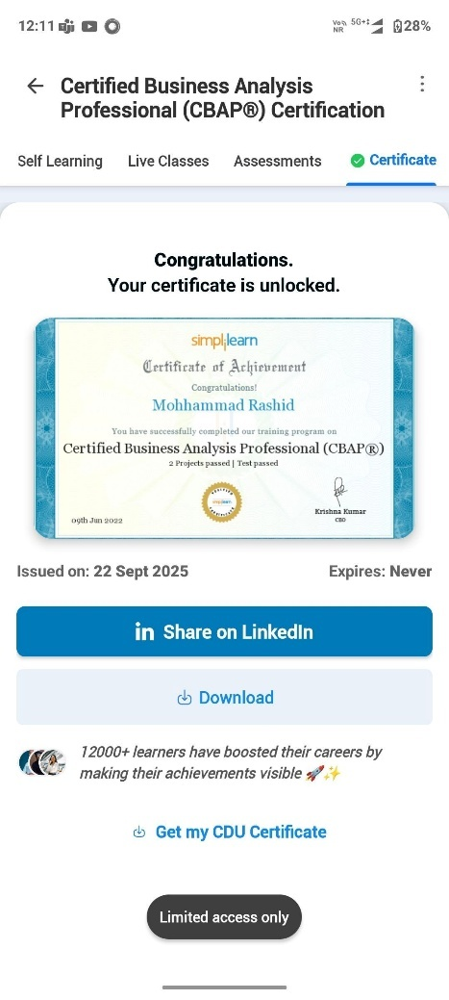 12:11
Vo)) 5G+
NR
28%
Certified Business Analysis
Professional (CBAP®) Certification
Self Learning Live Classes Assessments Certificate
Congratulations.
Your certificate is unlocked.
simplilearn
Certificate of Achievement
Congratulations!
Mohhammad Rashid
You have successfully completed our training program on
Certified Business Analysis Professional (CBAP®)
2 Projects passed | Test passed
simplilearn
Krishna Kumar
CEO
09th Jun 2022
Issued on: 22 Sept 2025 Expires: Never
in Share on LinkedIn
Download
12000+ learners have boosted their careers by
making their achievements visible 🚀✨
Get my CDU Certificate
Limited access only